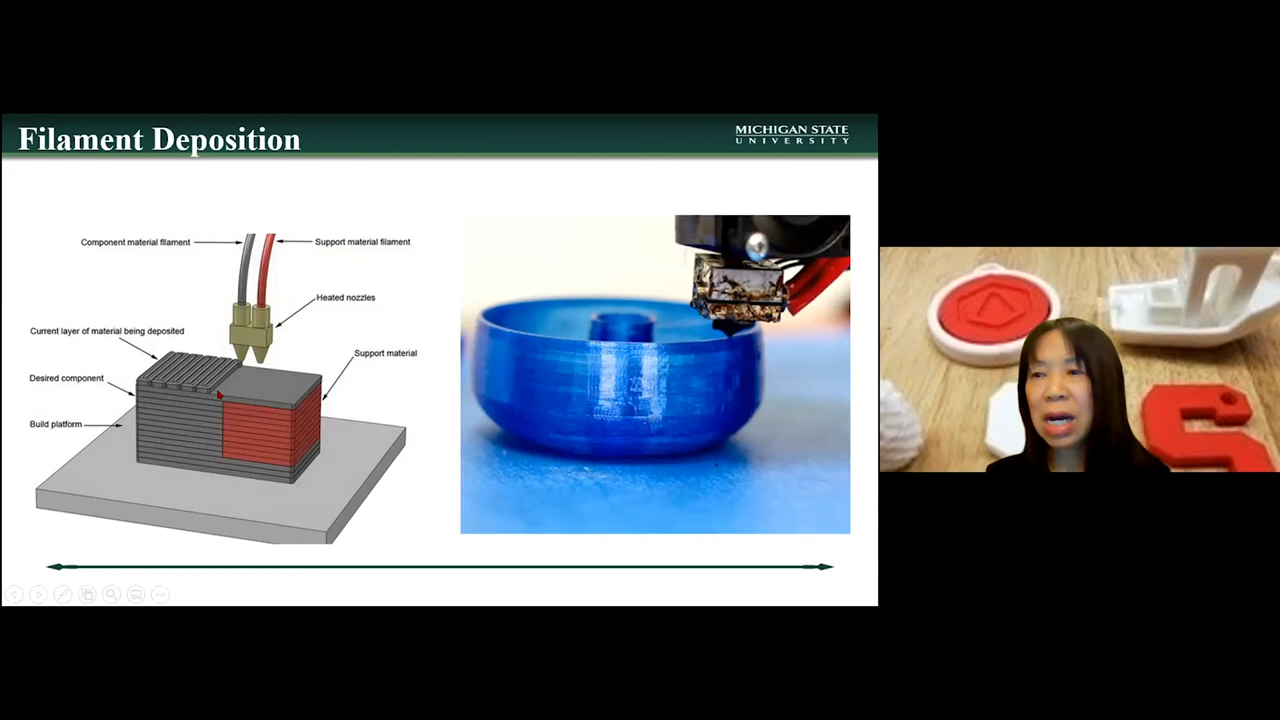 Filament Deposition
MICHIGAN STATE
UNIVERSITY
Component material filament
Support material filament
Heated nozzles
Current layer of material being deposited
Support material
Desired component
Build platform